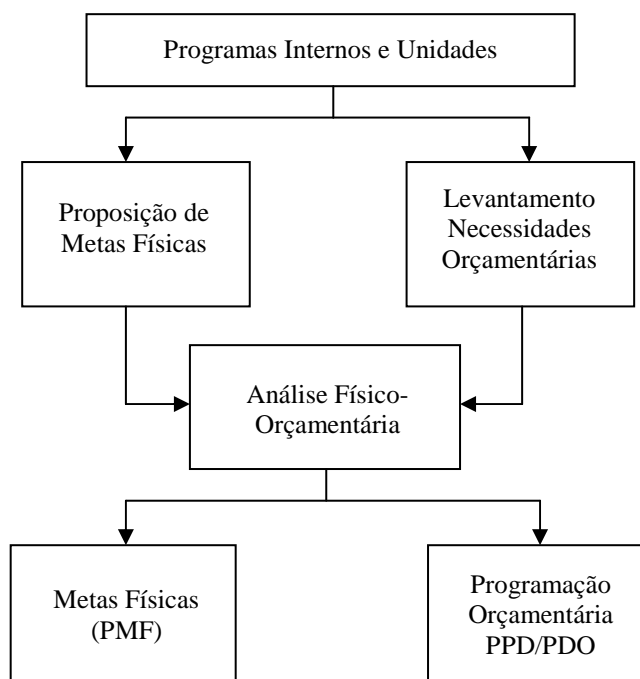 Programas Internos e Unidades
Proposição de
Metas Físicas
Levantamento
Necessidades
Orçamentárias
Análise Físico-
Orçamentária
Metas Físicas
(PMF)
Programação
Orçamentária
PPD/PDO